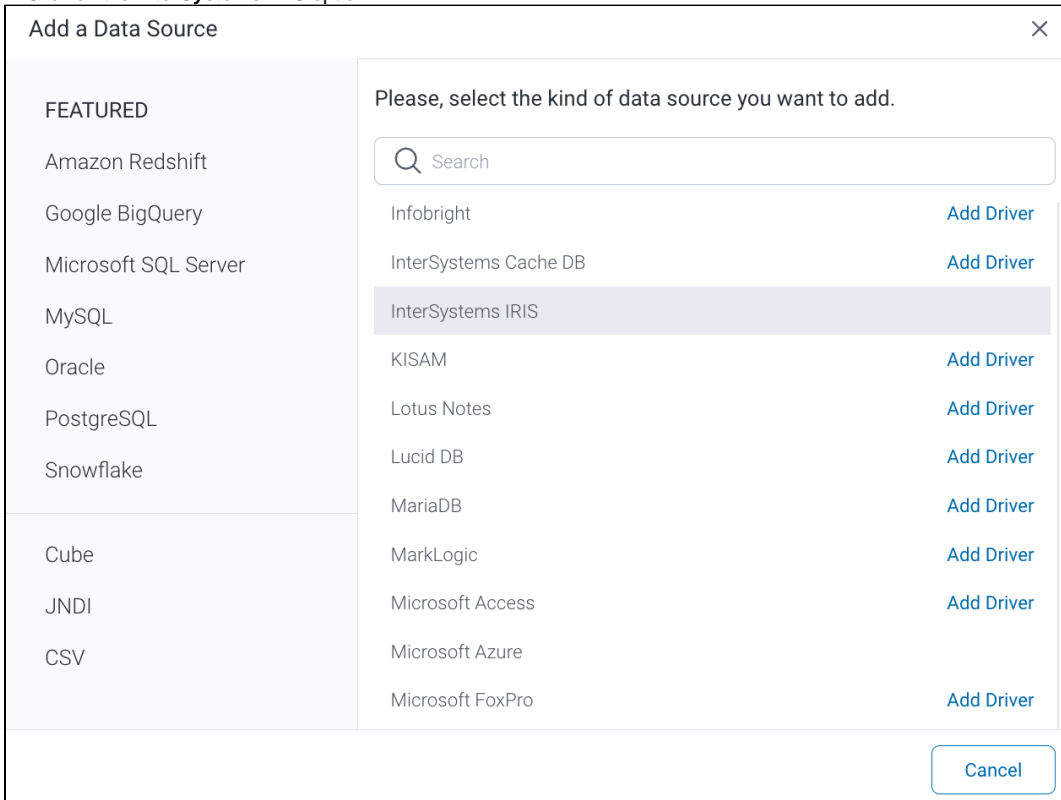 Add a Data Source
FEATURED
Amazon Redshift
Google BigQuery
Microsoft SQL Server
MySQL
Oracle
PostgreSQL
Snowflake
Cube
JNDI
CSV
Please, select the kind of data source you want to add.
Search
Infobright Add Driver
InterSystems Cache DB Add Driver
InterSystems IRIS
KISAM Add Driver
Lotus Notes Add Driver
Lucid DB Add Driver
MariaDB Add Driver
MarkLogic Add Driver
Microsoft Access Add Driver
Microsoft Azure
Microsoft FoxPro Add Driver
Cancel